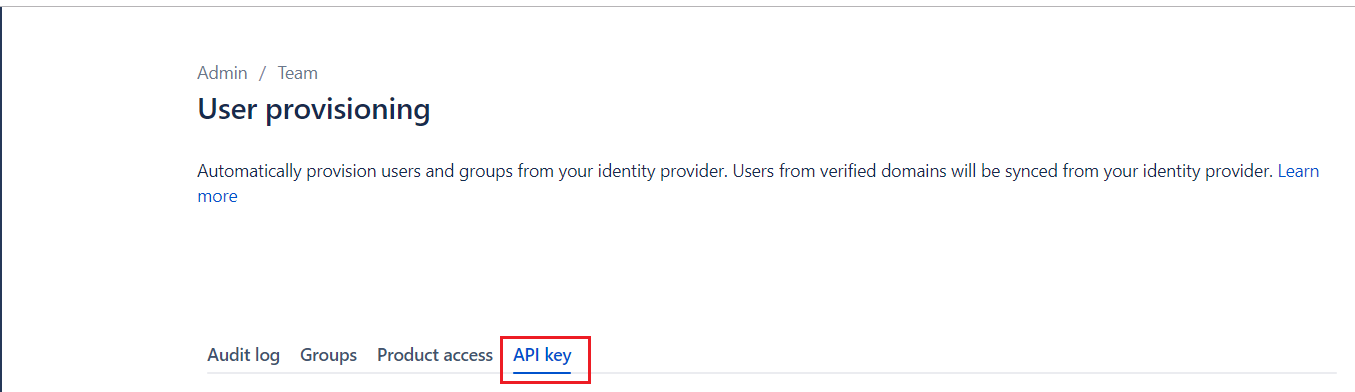 Admin / Team
User provisioning
Automatically provision users and groups from your identity provider. Users from verified domains will be synced from your identity provider. Learn
more
Audit log Groups Product access API key